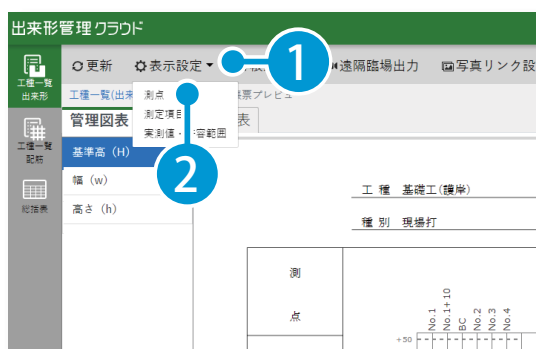 出来形管理クラウド
更新 表示設定 遠隔臨場出力 写真リンク設
工種一覧
出来形
工種一覧
配筋
総括表
工種一覧(出来 票プレビュー
管理図表 表
測点
測定項目
実測値・ 容範囲
1
2
基準高（H）
幅（w）
高さ（h）
工 種 基礎工(護岸)
種 別 現場打
測
点
No.1
No.1+10
BC
No.2
No.3
No.4
+50